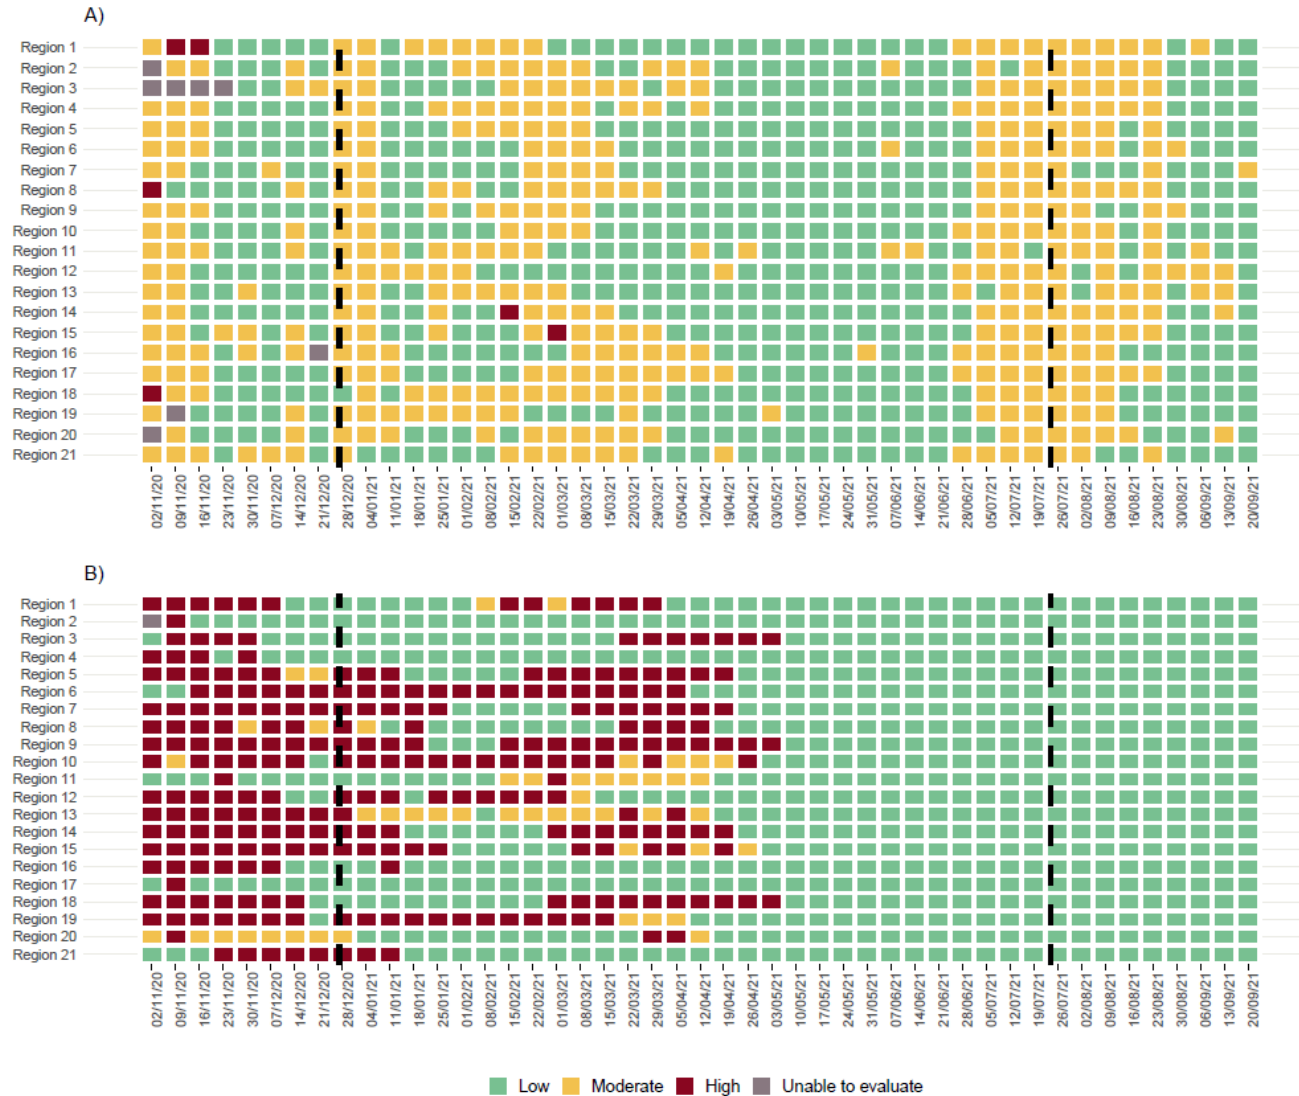 A)
Region 1
Region 2
Region 3
Region 4
Region 5
Region 6
Region 7
Region 8
Region 9
Region 10
Region 11
Region 12
Region 13
Region 14
Region 15
Region 16
Region 17
Region 18
Region 19
Region 20
Region 21
02/11/20
09/11/20
16/11/20
23/11/20
30/11/20
07/12/20
14/12/20
21/12/20
28/12/20
04/01/21
11/01/21
18/01/21
25/01/21
01/02/21
08/02/21
15/02/21
22/02/21
01/03/21
08/03/21
15/03/21
22/03/21
29/03/21
05/04/21
12/04/21
19/04/21
26/04/21
03/05/21
10/05/21
17/05/21
24/05/21
31/05/21
07/06/21
14/06/21
21/06/21
28/06/21
05/07/21
12/07/21
19/07/21
26/07/21
02/08/21
09/08/21
16/08/21
23/08/21
30/08/21
06/09/21
13/09/21
20/09/21
B)
Region 1
Region 2
Region 3
Region 4
Region 5
Region 6
Region 7
Region 8
Region 9
Region 10
Region 11
Region 12
Region 13
Region 14
Region 15
Region 16
Region 17
Region 18
Region 19
Region 20
Region 21
02/11/20
09/11/20
16/11/20
23/11/20
30/11/20
07/12/20
14/12/20
21/12/20
28/12/20
04/01/21
11/01/21
18/01/21
25/01/21
01/02/21
08/02/21
15/02/21
22/02/21
01/03/21
08/03/21
15/03/21
22/03/21
29/03/21
05/04/21
12/04/21
19/04/21
26/04/21
03/05/21
10/05/21
17/05/21
24/05/21
31/05/21
07/06/21
14/06/21
21/06/21
28/06/21
05/07/21
12/07/21
19/07/21
26/07/21
02/08/21
09/08/21
16/08/21
23/08/21
30/08/21
06/09/21
13/09/21
20/09/21
Low Moderate High Unable to evaluate